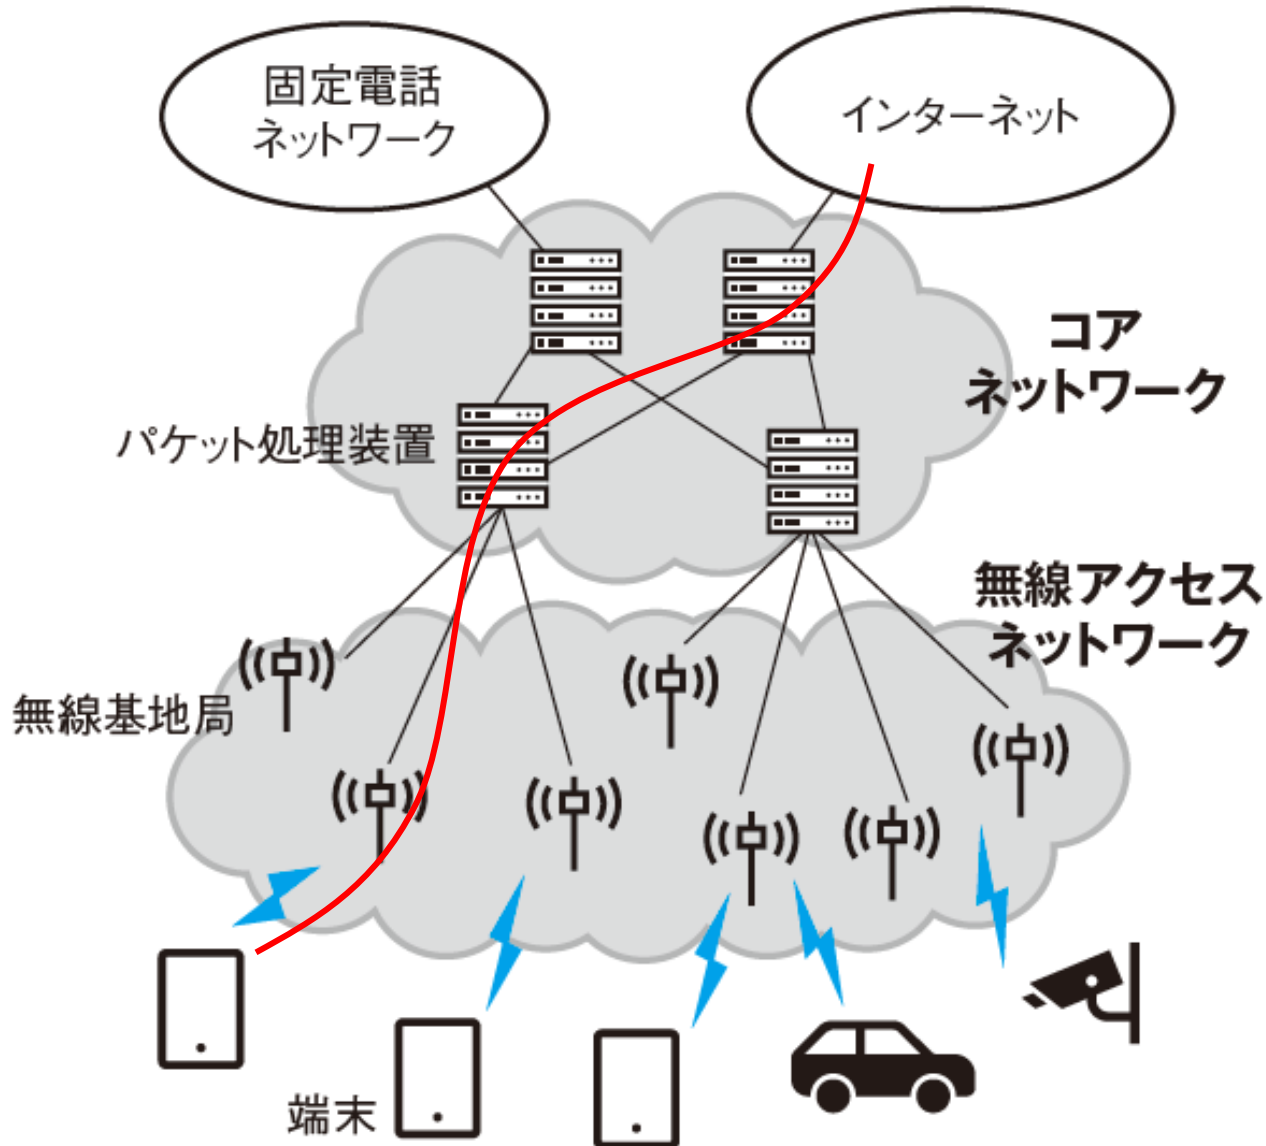 固定電話
ネットワーク
インターネット
コア
ネットワーク
パケット処理装置
無線アクセス
ネットワーク
無線基地局
端末